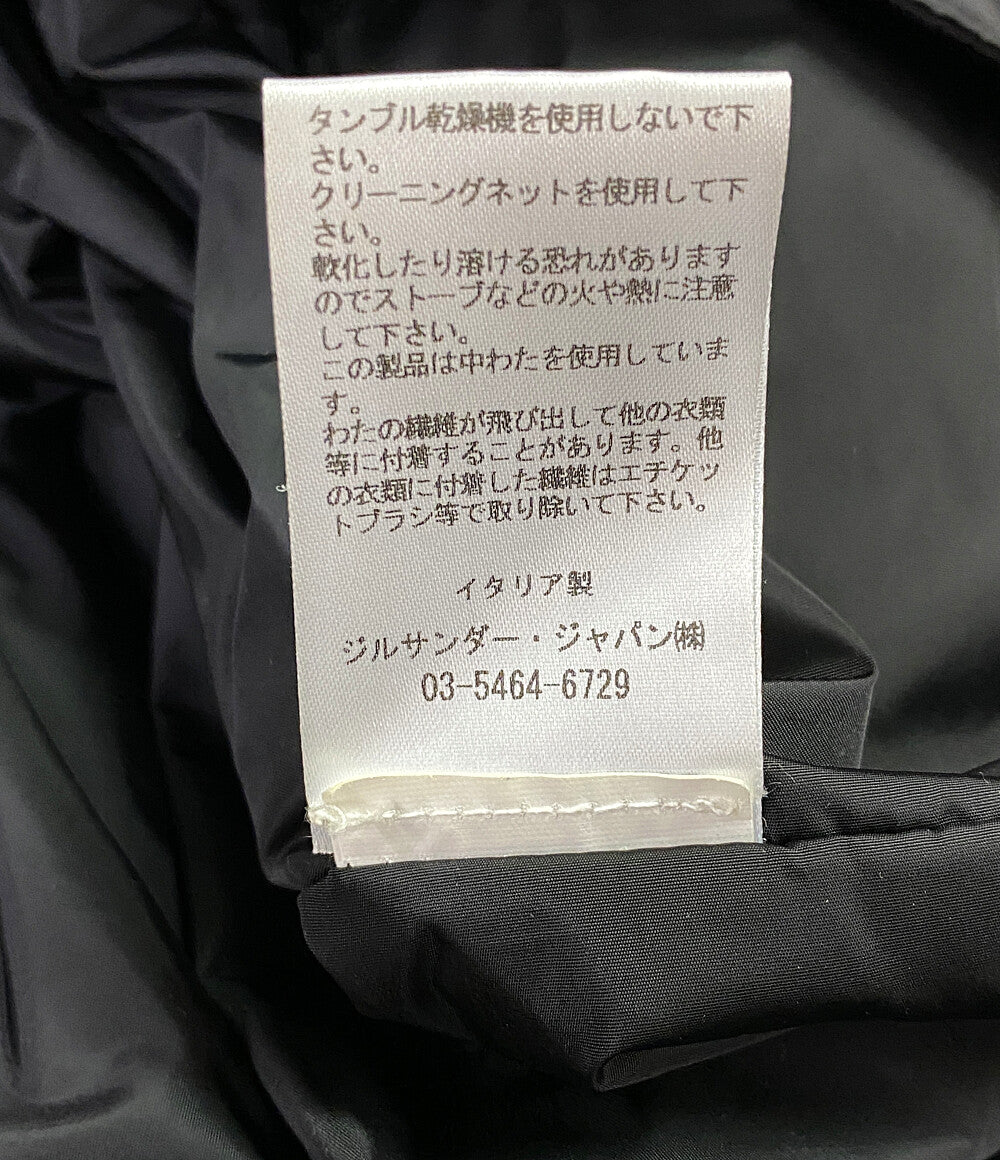 タンブル乾燥機を使用しないで下
さい。
クリーニングネットを使用して下
さい。
軟化したり溶ける恐れがあります
のでストーブなどの火や熱に注意
して下さい。
この製品は中わたを使用していま
す。
わたの繊維が飛び出して他の衣類
等に付着することがあります。他
の衣類に付着した繊維はエチケッ
トブラシ等で取り除いて下さい。
イタリア製
ジルサンダー・ジャパン㈱
03-5464-6729